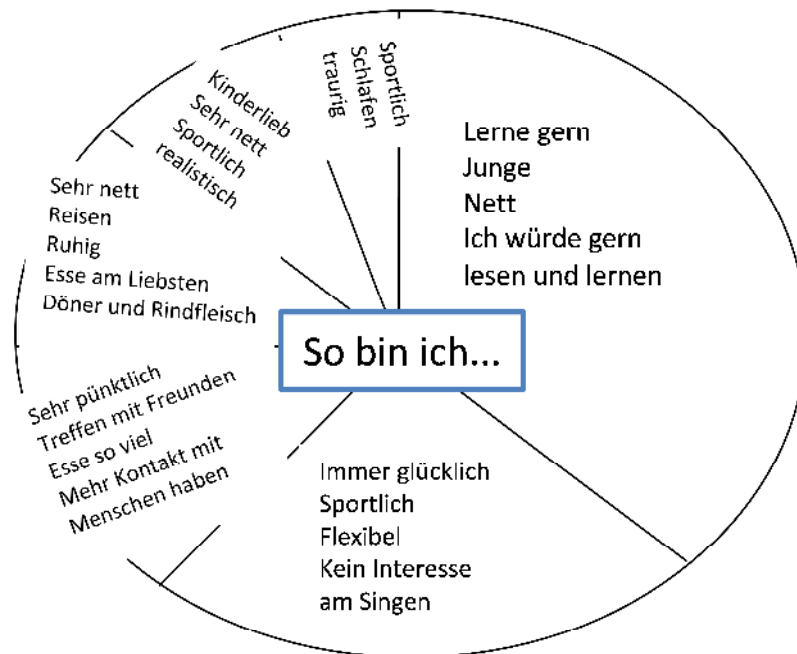 Sportlich
Schlafen
traurig
Kinderlieb
Sehr nett
Sportlich
realistisch
Lerne gern
Junge
Nett
Ich würde gern
lesen und lernen
Sehr nett
Reisen
Ruhig
Esse am Liebsten
Döner und Rindfleisch
So bin ich...
Sehr pünktlich
Treffen mit Freunden
Esse so viel
Mehr Kontakt mit
Menschen haben
Immer glücklich
Sportlich
Flexibel
Kein Interesse
am Singen